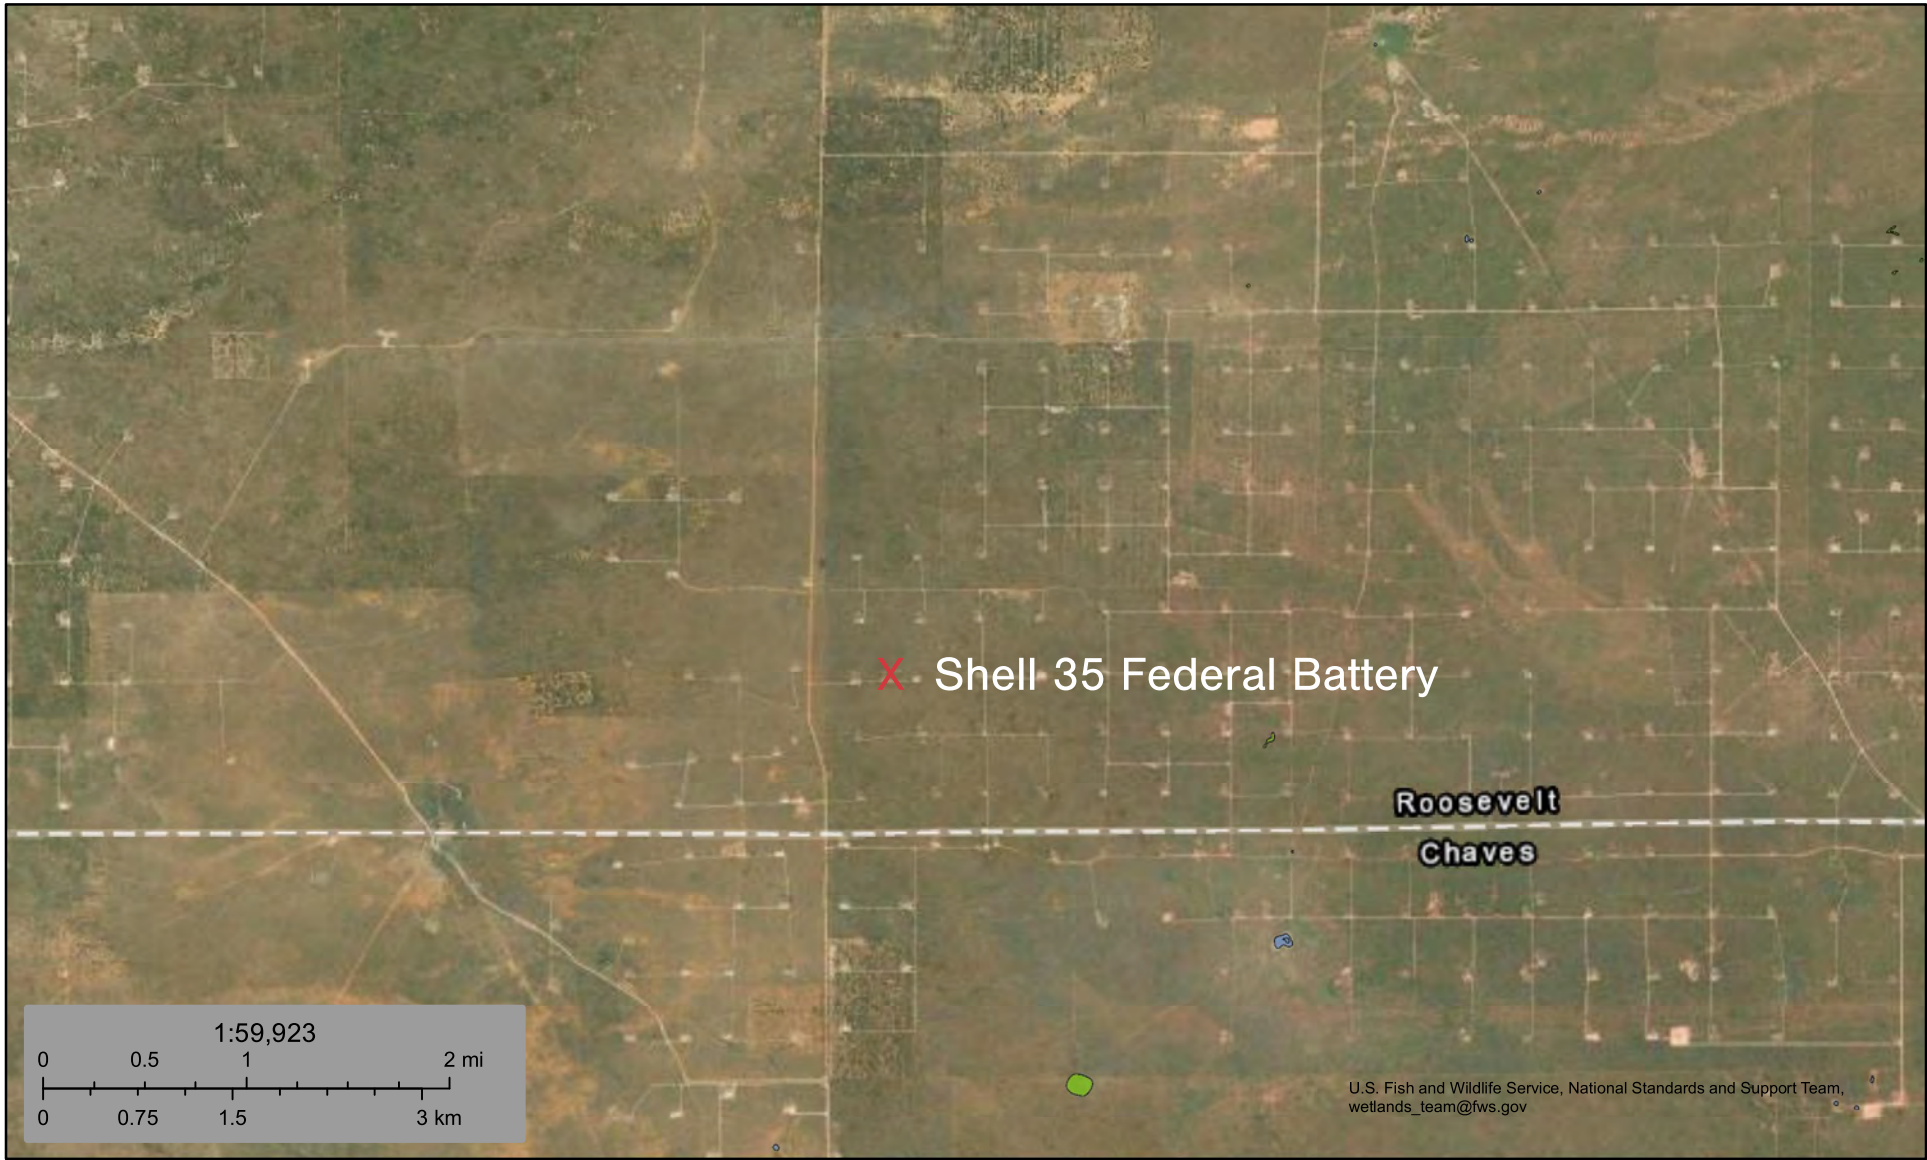 X Shell 35 Federal Battery
Roosevelt
Chaves
1:59,923
0 0.5 1 2 mi
0 0.75 1.5 3 km
U.S. Fish and Wildlife Service, National Standards and Support Team,
wetlands_team@fws.gov